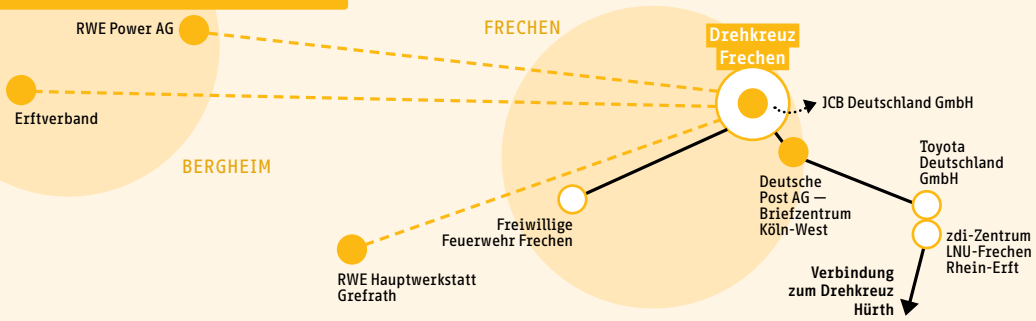 RWE Power AG
FRECHEN
Drehkreuz
Frechen
Erftverband
JCB Deutschland GmbH
BERGHEIM
Toyota
Deutschland
GmbH
Deutsche
Post AG —
Briefzentrum
Köln-West
Freiwillige
Feuerwehr Frechen
zdi-Zentrum
LNU-Frechen
Rhein-Erft
RWE Hauptwerkstatt
Grefrath
Verbindung
zum Drehkreuz
Hürth